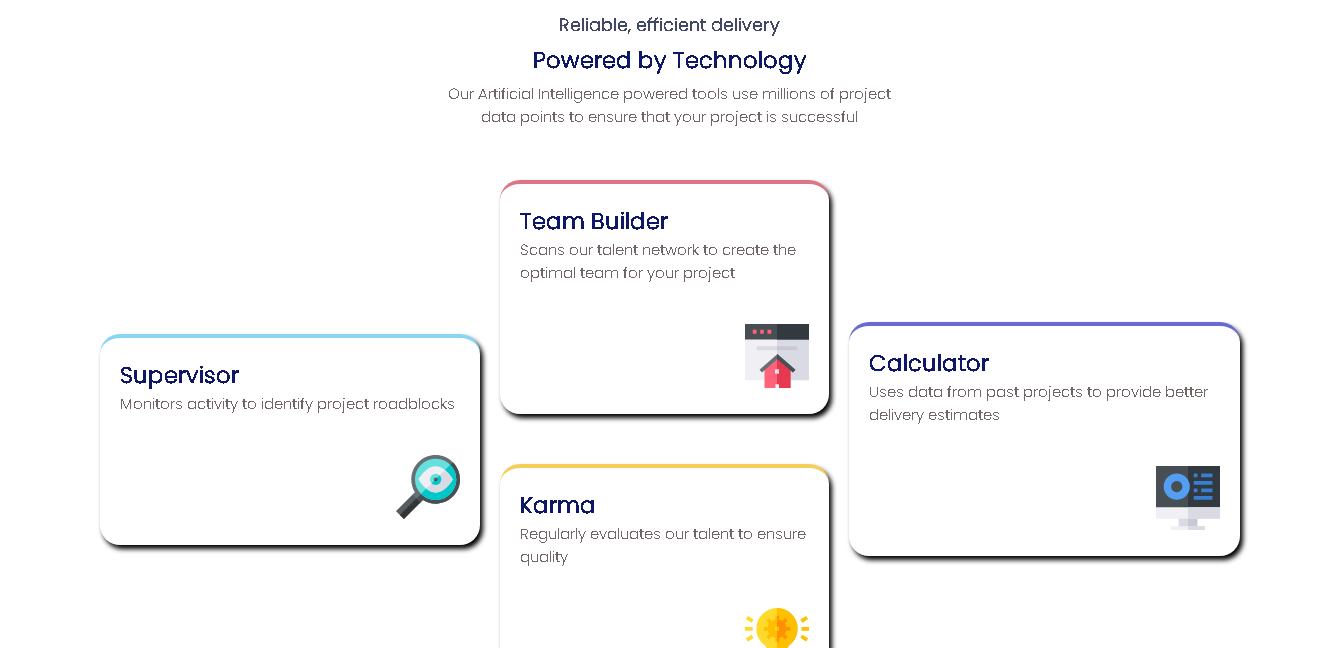 Reliable, efficient delivery
Powered by Technology
Our Artificial Intelligence powered tools use millions of project
data points to ensure that your project is successful
Team Builder
Scans our talent network to create the
optimal team for your project
Supervisor
Monitors activity to identify project roadblocks
Calculator
Uses data from past projects to provide better
delivery estimates
Karma
Regularly evaluates our talent to ensure
quality